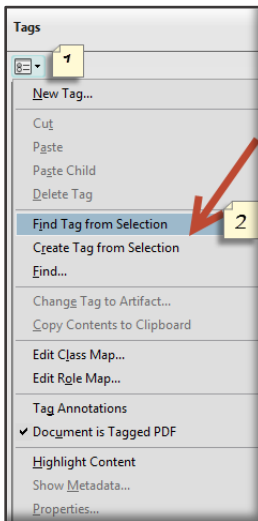 Tags
1
New Tag...
Cut
Paste
Paste Child
Delete Tag
Find Tag from Selection
2
Create Tag from Selection
Find...
Change Tag to Artifact...
Copy Contents to Clipboard
Edit Class Map...
Edit Role Map...
Tag Annotations
Document is Tagged PDF
Highlight Content
Show Metadata...
Properties...